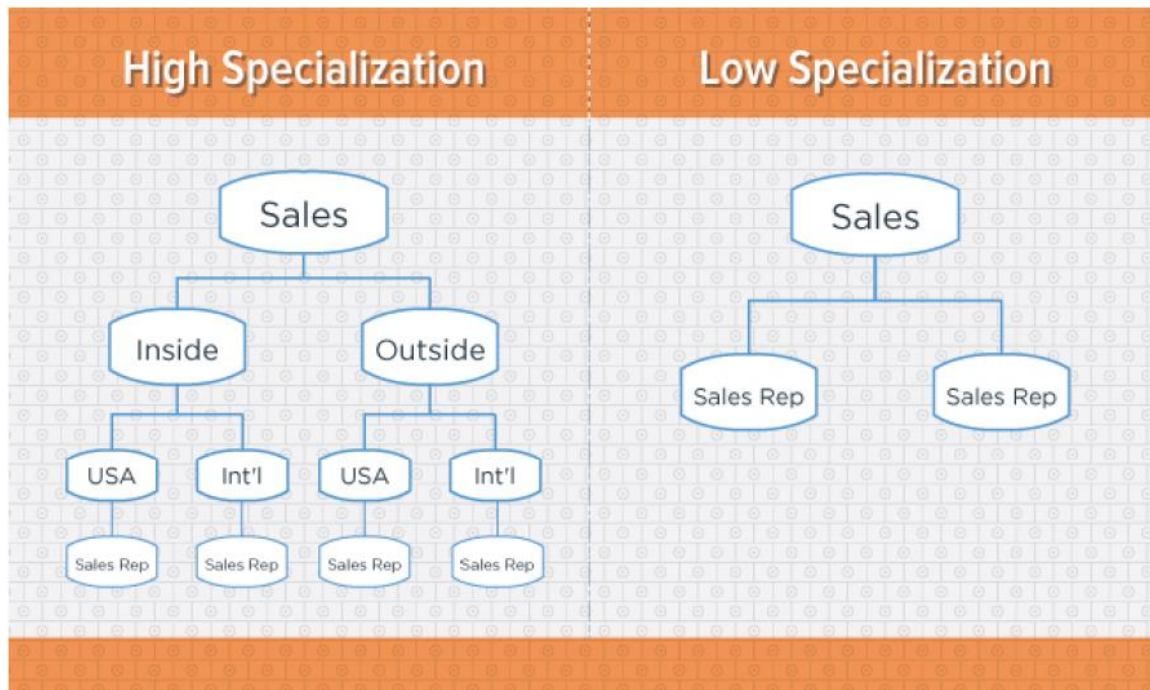 High Specialization
Low Specialization
Sales
Inside
Outside
USA
Int'l
USA
Int'l
Sales Rep
Sales Rep
Sales Rep
Sales Rep
Sales
Sales Rep
Sales Rep